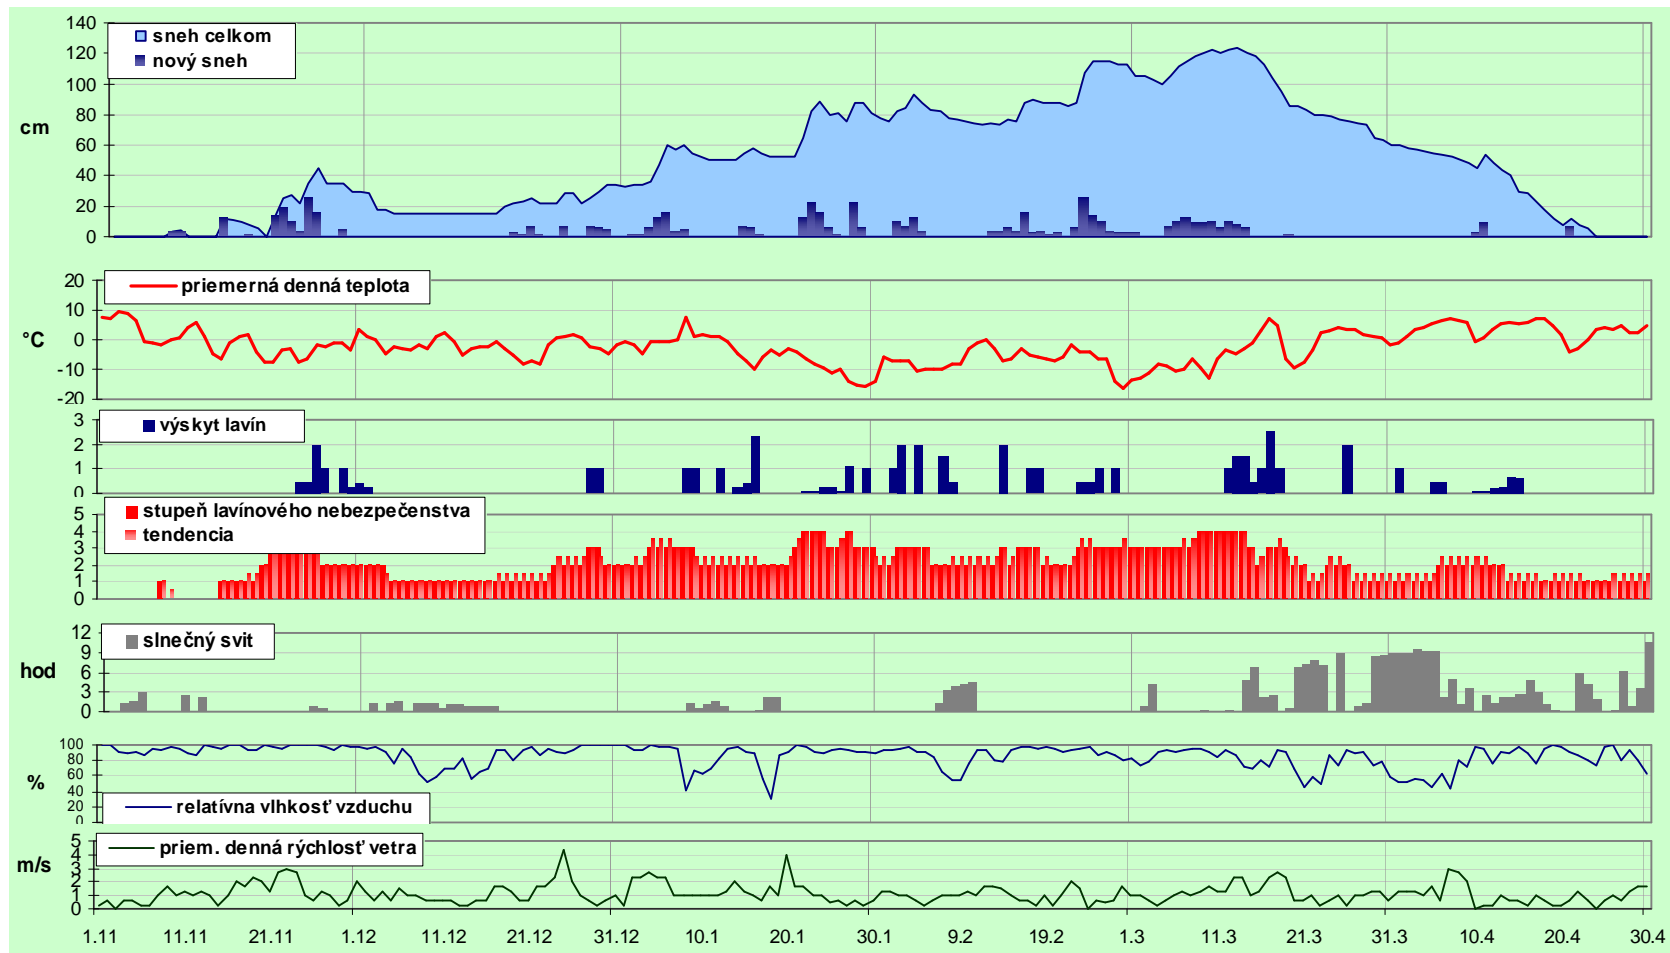 140
120
100
80
60
40
20
0
cm
sneh celkom
nový sneh
20
10
0
-10
-20
°C
priemerná denná teplota
3
2
1
0
výskyt lavín
5
4
3
2
1
0
stupeň lavínového nebezpečenstva
tendencia
12
9
6
3
0
hod
slnečný svit
100
80
60
40
20
0
%
relatívna vlhkosť vzduchu
5
4
3
2
1
0
m/s
priem. denná rýchlosť vetra
1.11 11.11 21.11 1.12 11.12 21.12 31.12 10.1 20.1 30.1 9.2 19.2 1.3 11.3 21.3 31.3 10.4 20.4 30.4